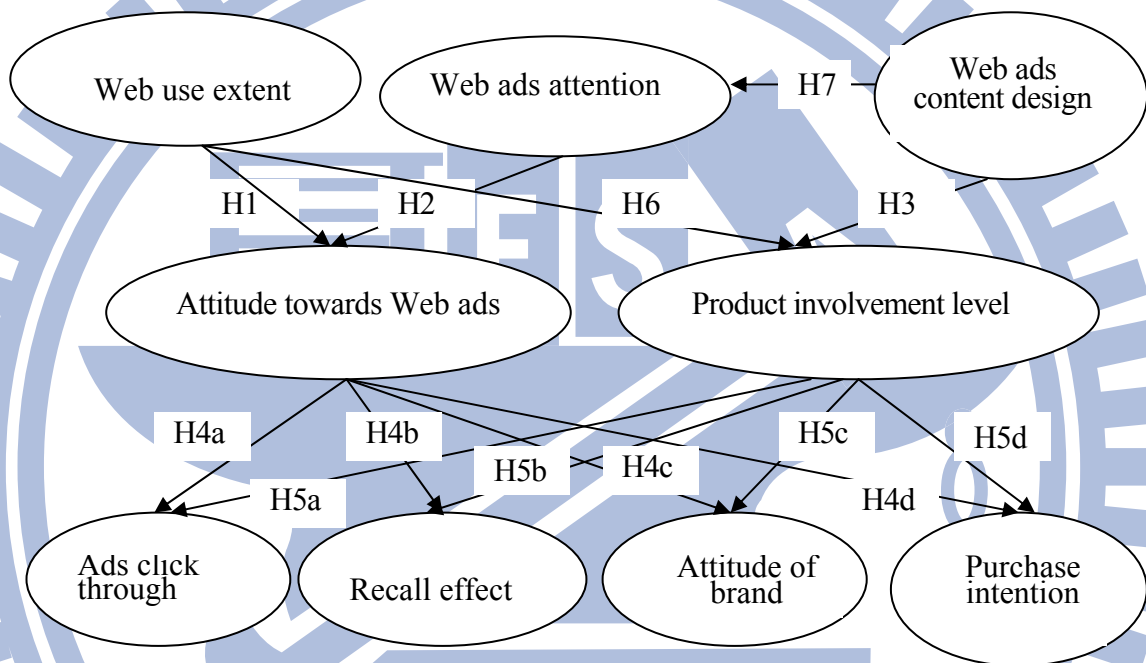 Web use extent
Web ads attention
H7
Web ads
content design
H1
H2
H6
H3
Attitude towards Web ads
Product involvement level
H4a
H4b
H5b
H4c
H5c
H5d
H5a
H4d
Ads click
through
Recall effect
Attitude of
brand
Purchase
intention